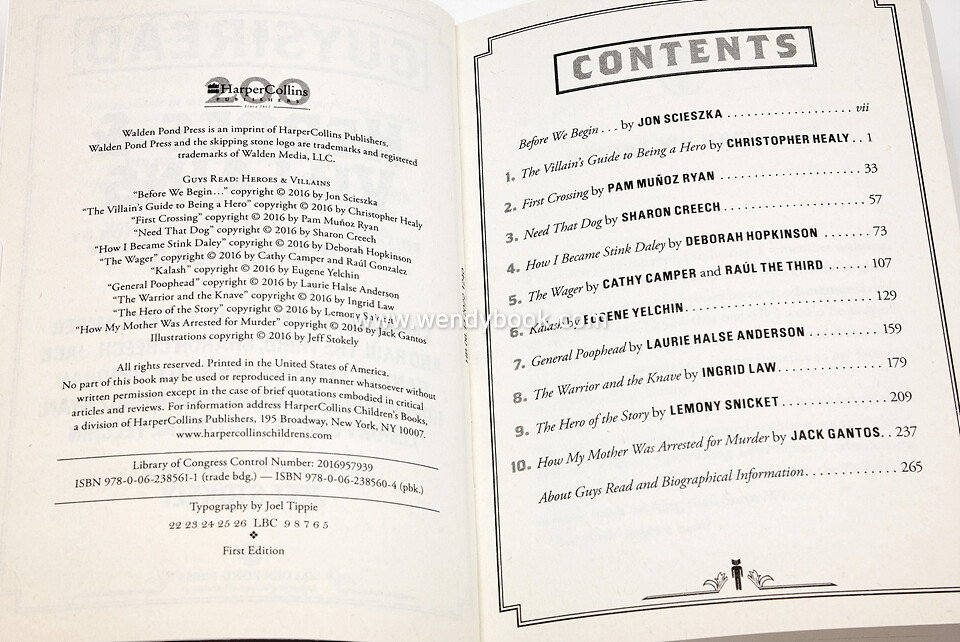 200
HarperCollins
PUBLISHERS
Since 1817
Walden Pond Press is an imprint of HarperCollins Publishers.
Walden Pond Press and the skipping stone logo are trademarks and registered
trademarks of Walden Media, LLC.
Guys Read: Heroes & Villains
“Before We Begin…” copyright © 2016 by Jon Scieszka
“The Villain’s Guide to Being a Hero” copyright © 2016 by Christopher Healy
“First Crossing” copyright © 2016 by Pam Muñoz Ryan
“Need That Dog” copyright © 2016 by Sharon Creech
“How I Became Stink Daley” copyright © 2016 by Deborah Hopkinson
“The Wager” copyright © 2016 by Cathy Camper and Raúl Gonzalez
“Kalash” copyright © 2016 by Eugene Yelchin
“General Poophead” copyright © 2016 by Laurie Halse Anderson
“The Warrior and the Knave” copyright © 2016 by Ingrid Law
“The Hero of the Story” copyright © 2016 by Lemony
“How My Mother Was Arrested for Murder” copyright © 2016 by Jack Gantos
Illustrations copyright © 2016 by Jeff Stokely
All rights reserved. Printed in the United States of America.
No part of this book may be used or reproduced in any manner whatsoever without
written permission except in the case of brief quotations embodied in critical
articles and reviews. For information address HarperCollins Children’s Books,
a division of HarperCollins Publishers, 195 Broadway, New York, NY 10007.
www.harpercollinschildrens.com
Library of Congress Control Number: 2016957939
ISBN 978-0-06-238561-1 (trade bdg.) — ISBN 978-0-06-238560-4 (pbk.)
Typography by Joel Tippie
22 23 24 25 26 LBC 9 8 7 6 5
First Edition
CONTENTS
Before We Begin . . . by JON SCIESZKA . . . . . . . . . . . . . . . . vii
1. The Villain’s Guide to Being a Hero by CHRISTOPHER HEALY . . 1
2. First Crossing by PAM MUÑOZ RYAN . . . . . . . . . . . . . . . . . 33
3. Need That Dog by SHARON CREECH . . . . . . . . . . . . . . . . . 57
4. How I Became Stink Daley by DEBORAH HOPKINSON . . . . . . . 73
5. The Wager by CATHY CAMPER and RAÚL THE THIRD . . . . . . 107
6. Kalash by EUGENE YELCHIN . . . . . . . . . . . . . . . . . . . . . 129
7. General Poophead by LAURIE HALSE ANDERSON . . . . . . . . . 159
8. The Warrior and the Knave by INGRID LAW . . . . . . . . . . . . . 179
9. The Hero of the Story by LEMONY SNICKET . . . . . . . . . . . . . 209
10. How My Mother Was Arrested for Murder by JACK GANTOS . . 237
About Guys Read and Biographical Information . . . . . . . . . . . . 265
www.wendybook.com